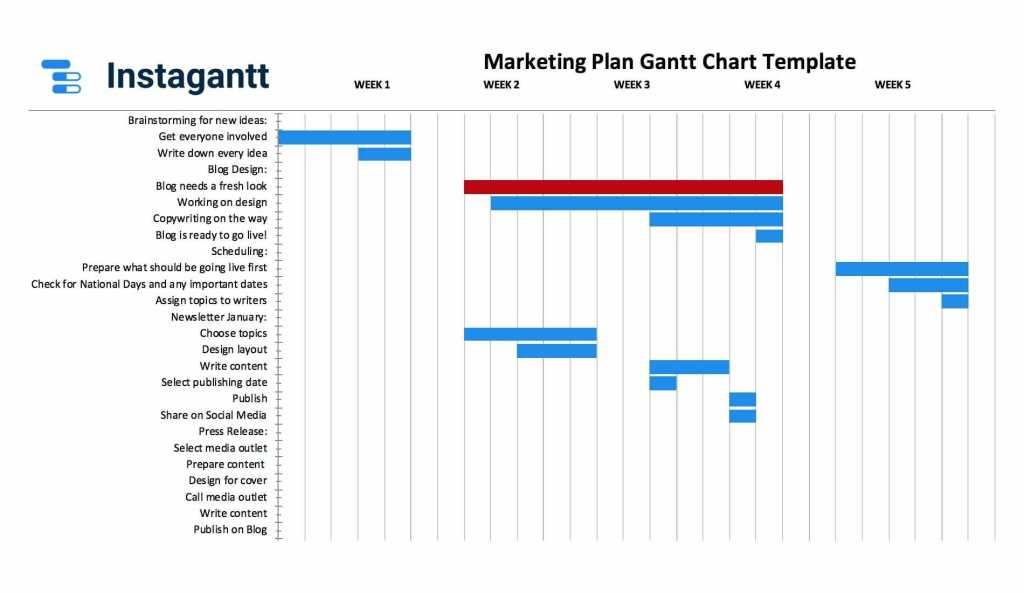 Instagantt
Marketing Plan Gantt Chart Template
WEEK 1 WEEK 2 WEEK 3 WEEK 4 WEEK 5
Brainstorming for new ideas:
Get everyone involved
Write down every idea
Blog Design:
Blog needs a fresh look
Working on design
Copywriting on the way
Blog is ready to go live!
Scheduling:
Prepare what should be going live first
Check for National Days and any important dates
Assign topics to writers
Newsletter January:
Choose topics
Design layout
Write content
Select publishing date
Publish
Share on Social Media
Press Release:
Select media outlet
Prepare content
Design for cover
Call media outlet
Write content
Publish on Blog